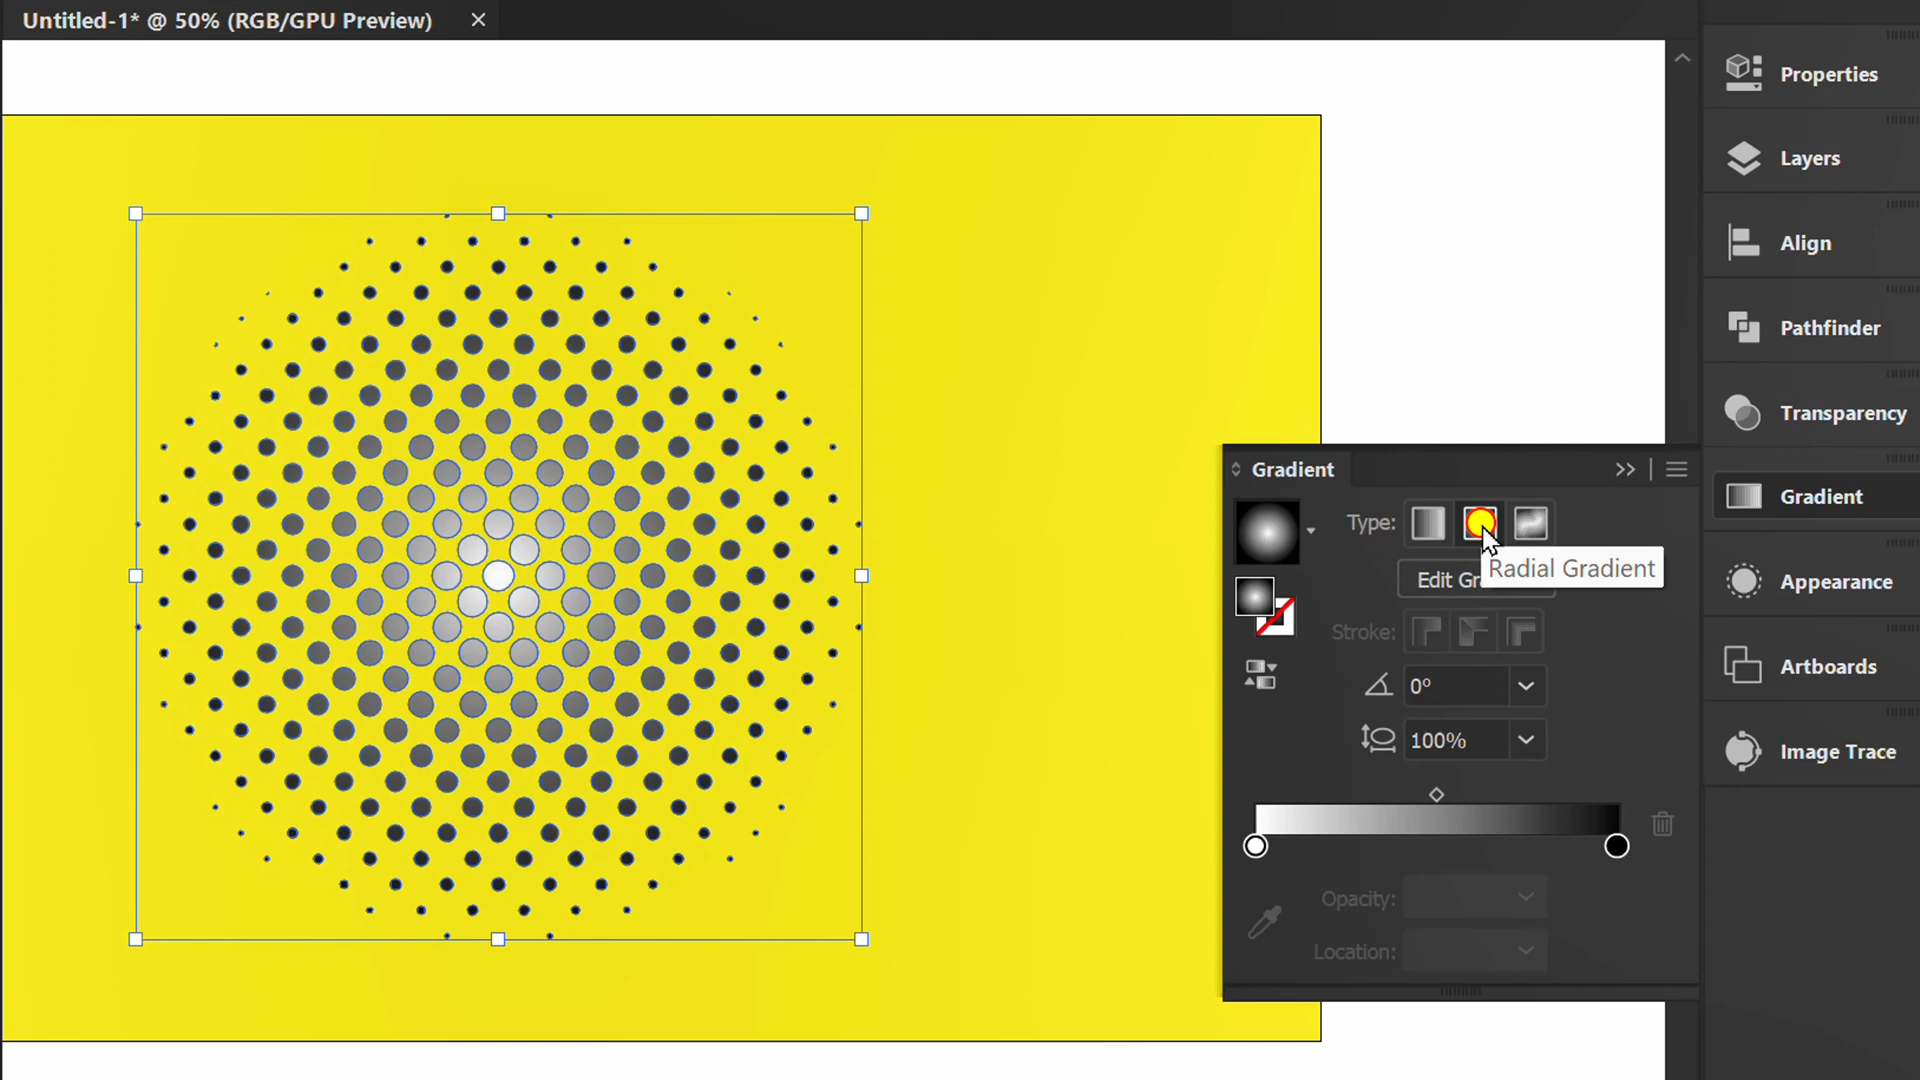 Untitled-1* @ 50% (RGB/GPU Preview)
Properties
Layers
Align
Pathfinder
Transparency
Gradient
Appearance
Artboards
Image Trace
Gradient
Type:
Edit Gr
Radial Gradient
Stroke:
0°
100%
Opacity:
Location: